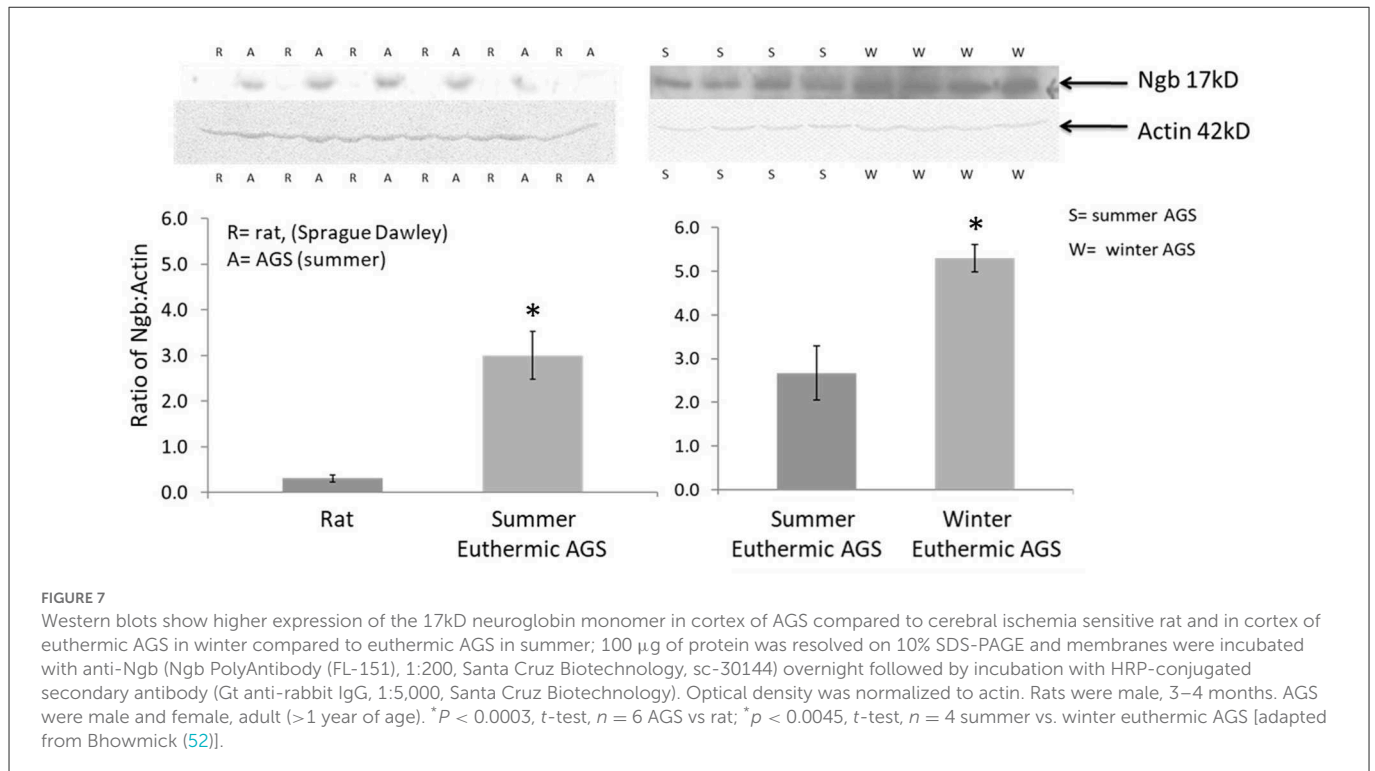 R A R A R A R A R A R A
S S S S W W W W
Ngb 17kD
Actin 42kD
R A R A R A R A R A R A
S S S S W W W W
Ratio of Ngb:Actin
6.0
5.0
4.0
3.0
2.0
1.0
0.0
R= rat, (Sprague Dawley)
A= AGS (summer)
*
Rat
Summer
Euthermic AGS
6.0
5.0
4.0
3.0
2.0
1.0
0.0
*
Summer
Euthermic AGS
Winter
Euthermic AGS
S= summer AGS
W= winter AGS
FIGURE 7
Western blots show higher expression of the 17kD neuroglobin monomer in cortex of AGS compared to cerebral ischemia sensitive rat and in cortex of
euthermic AGS in winter compared to euthermic AGS in summer; 100 μg of protein was resolved on 10% SDS-PAGE and membranes were incubated
with anti-Ngb (Ngb PolyAntibody (FL-151), 1:200, Santa Cruz Biotechnology, sc-30144) overnight followed by incubation with HRP-conjugated
secondary antibody (Gt anti-rabbit IgG, 1:5,000, Santa Cruz Biotechnology). Optical density was normalized to actin. Rats were male, 3–4 months. AGS
were male and female, adult (>1 year of age). *P < 0.0003, t-test, n = 6 AGS vs rat; *p < 0.0045, t-test, n = 4 summer vs. winter euthermic AGS [adapted
from Bhowmick (52)].